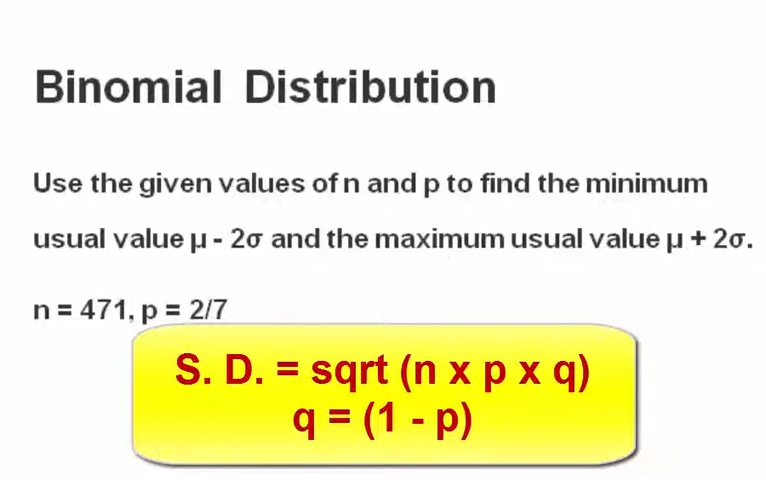 Binomial Distribution
Use the given values of n and p to find the minimum
usual value μ - 2σ and the maximum usual value μ + 2σ.
n = 471, p = 2/7
S. D. = sqrt (n x p x q)
q = (1 - p)